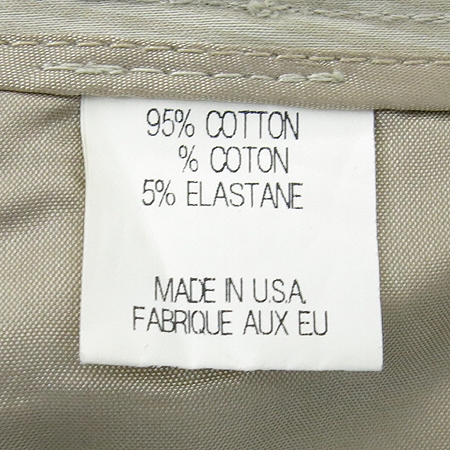 95% COTTON
% COTON
5% ELASTANE
MADE IN U.S.A.
FABRIQUE AUX EU